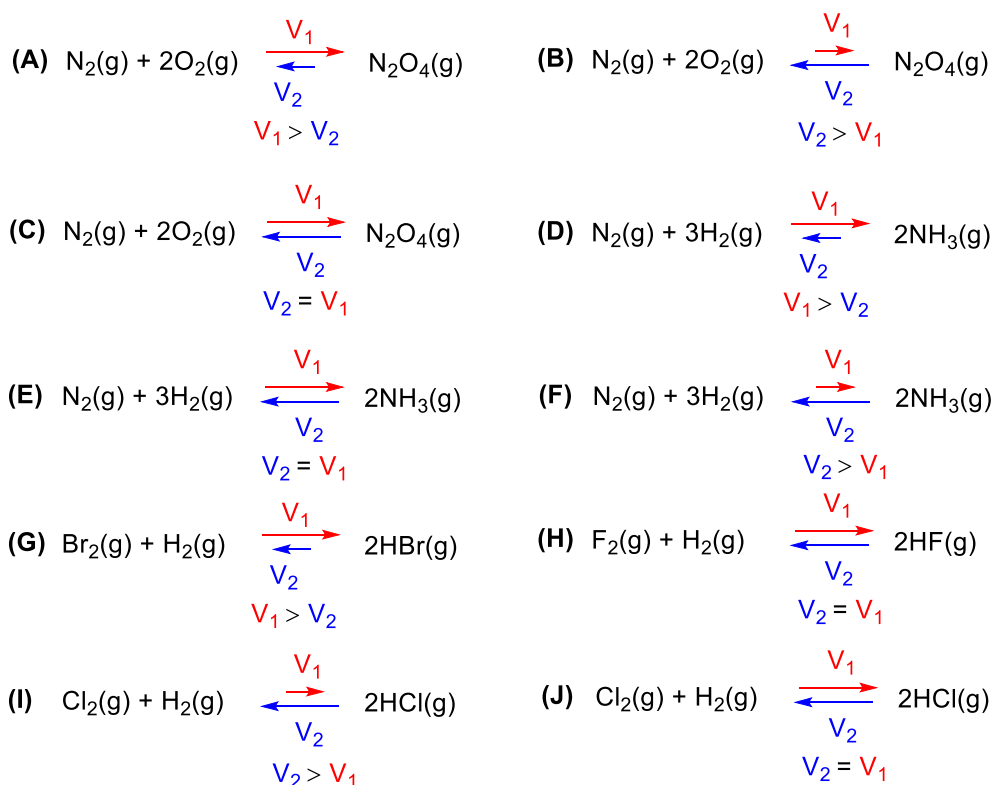 (A) N₂(g) + 2O₂(g) V₁ V₂ N₂O₄(g)
V₁ > V₂
(B) N₂(g) + 2O₂(g) V₁ V₂ N₂O₄(g)
V₂ > V₁
(C) N₂(g) + 2O₂(g) V₁ V₂ N₂O₄(g)
V₂ = V₁
(D) N₂(g) + 3H₂(g) V₁ V₂ 2NH₃(g)
V₁ > V₂
(E) N₂(g) + 3H₂(g) V₁ V₂ 2NH₃(g)
V₂ = V₁
(F) N₂(g) + 3H₂(g) V₁ V₂ 2NH₃(g)
V₂ > V₁
(G) Br₂(g) + H₂(g) V₁ V₂ 2HBr(g)
V₁ > V₂
(H) F₂(g) + H₂(g) V₁ V₂ 2HF(g)
V₂ = V₁
(I) Cl₂(g) + H₂(g) V₁ V₂ 2HCl(g)
V₂ > V₁
(J) Cl₂(g) + H₂(g) V₁ V₂ 2HCl(g)
V₂ = V₁